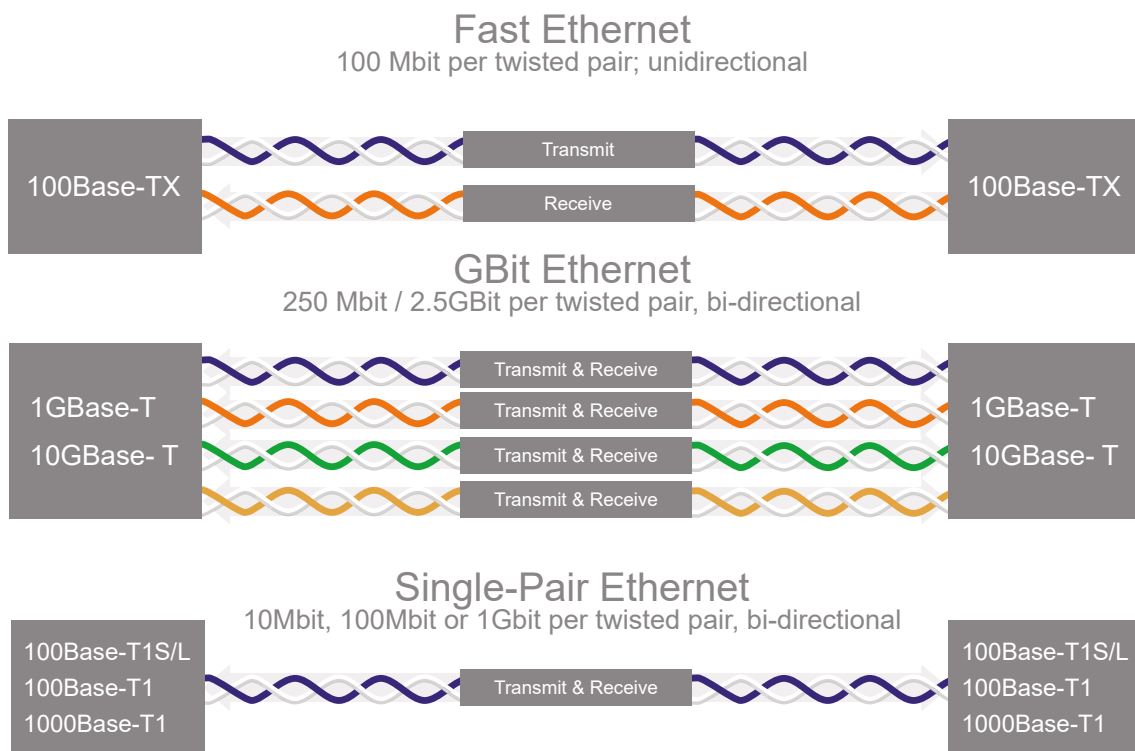 Fast Ethernet
100 Mbit per twisted pair; unidirectional
100Base-TX
Transmit
Receive
100Base-TX
GBit Ethernet
250 Mbit / 2.5GBit per twisted pair, bi-directional
1GBase-T
10GBase- T
Transmit & Receive
Transmit & Receive
Transmit & Receive
Transmit & Receive
1GBase-T
10GBase- T
Single-Pair Ethernet
10Mbit, 100Mbit or 1Gbit per twisted pair, bi-directional
100Base-T1S/L
100Base-T1
1000Base-T1
Transmit & Receive
100Base-T1S/L
100Base-T1
1000Base-T1